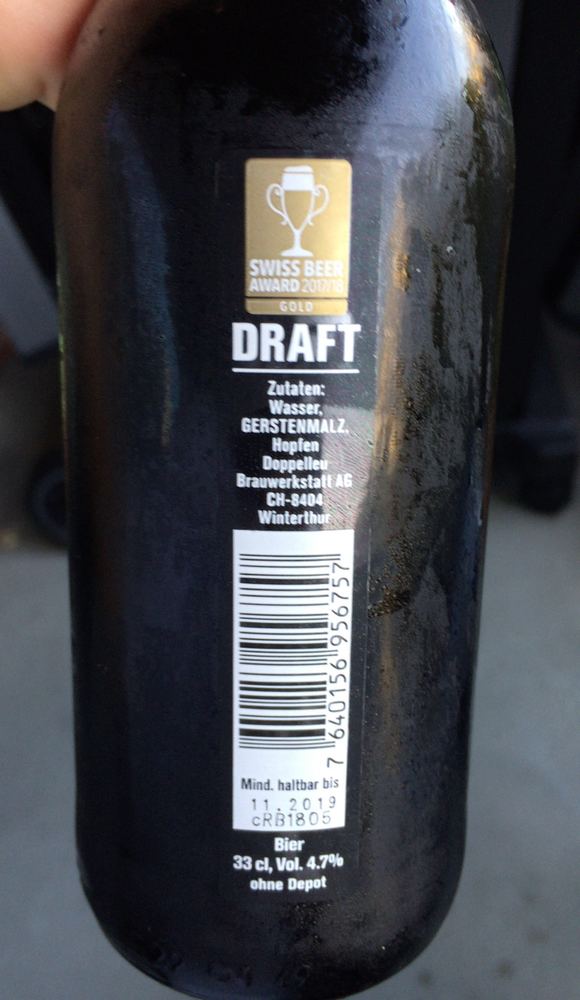 SWISS BEER
AWARD 2017/18
GOLD
DRAFT
Zutaten:
Wasser,
GERSTENMALZ,
Hopfen
Doppelleu
Brauwerkstatt AG
CH-8404
Winterthur
7 640156 956757
Mind. haltbar bis
11.2019
cRB1805
Bier
33 cl, Vol. 4.7%
ohne Depot